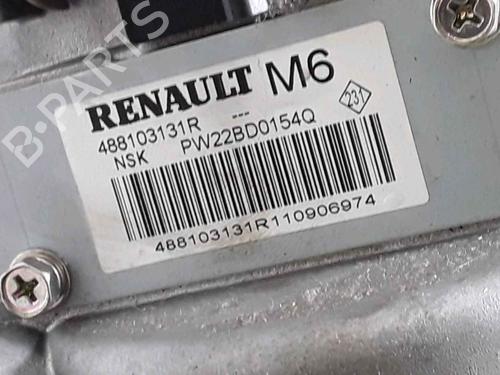 B-PARTS
RENAULT M6
488103131R ---
NSK PW22BD0154Q
231
488103131R110906974